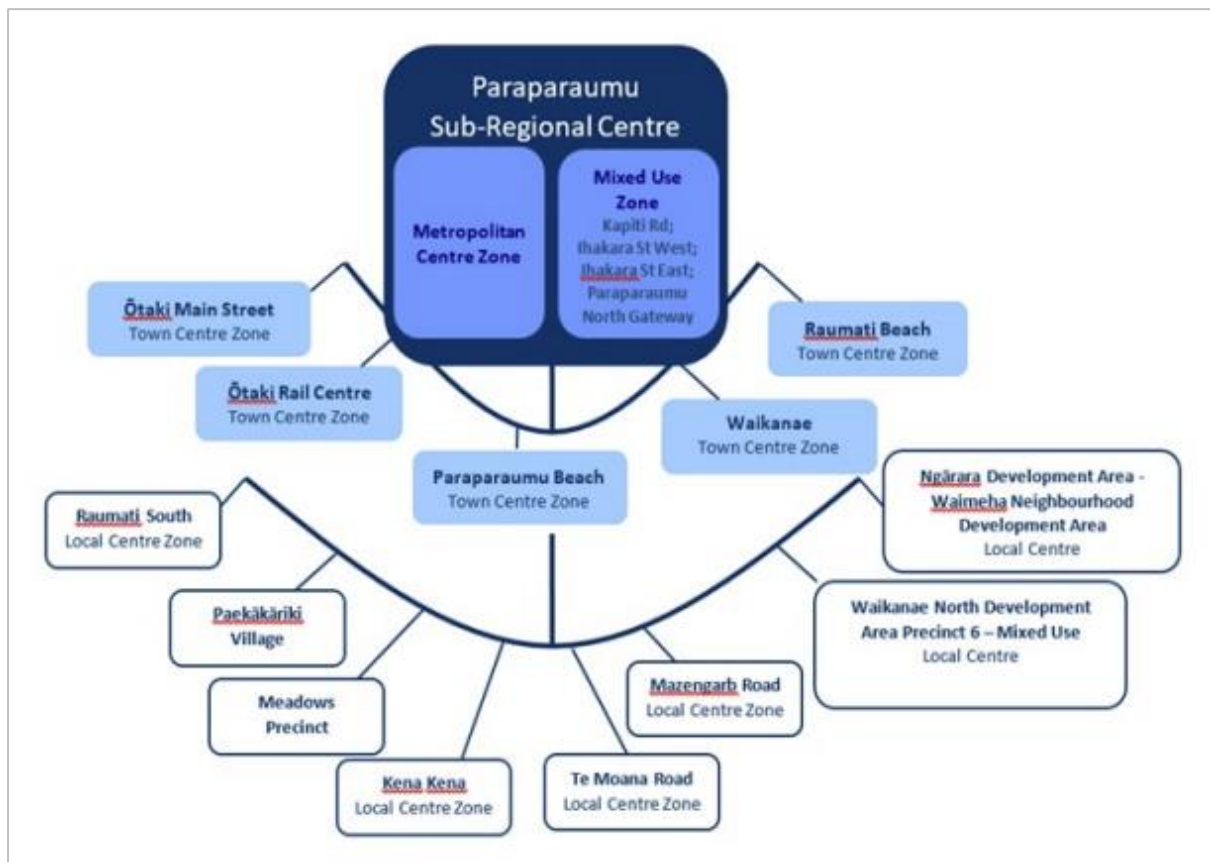 Paraparaumu
Sub-Regional Centre
Metropolitan
Centre Zone
Mixed Use
Zone
Kapiti Rd;
Ihakara St West;
Ihakara St East;
Paraparaumu
North Gateway
Ōtaki Main Street
Town Centre Zone
Raumati Beach
Town Centre Zone
Ōtaki Rail Centre
Town Centre Zone
Waikanae
Town Centre Zone
Paraparaumu Beach
Town Centre Zone
Raumati South
Local Centre Zone
Ngārara Development Area -
Waimeha Neighbourhood
Development Area
Local Centre
Paekākāriki
Village
Waikanae North Development
Area Precinct 6 – Mixed Use
Local Centre
Meadows
Precinct
Mazengarb Road
Local Centre Zone
Kena Kena
Local Centre Zone
Te Moana Road
Local Centre Zone